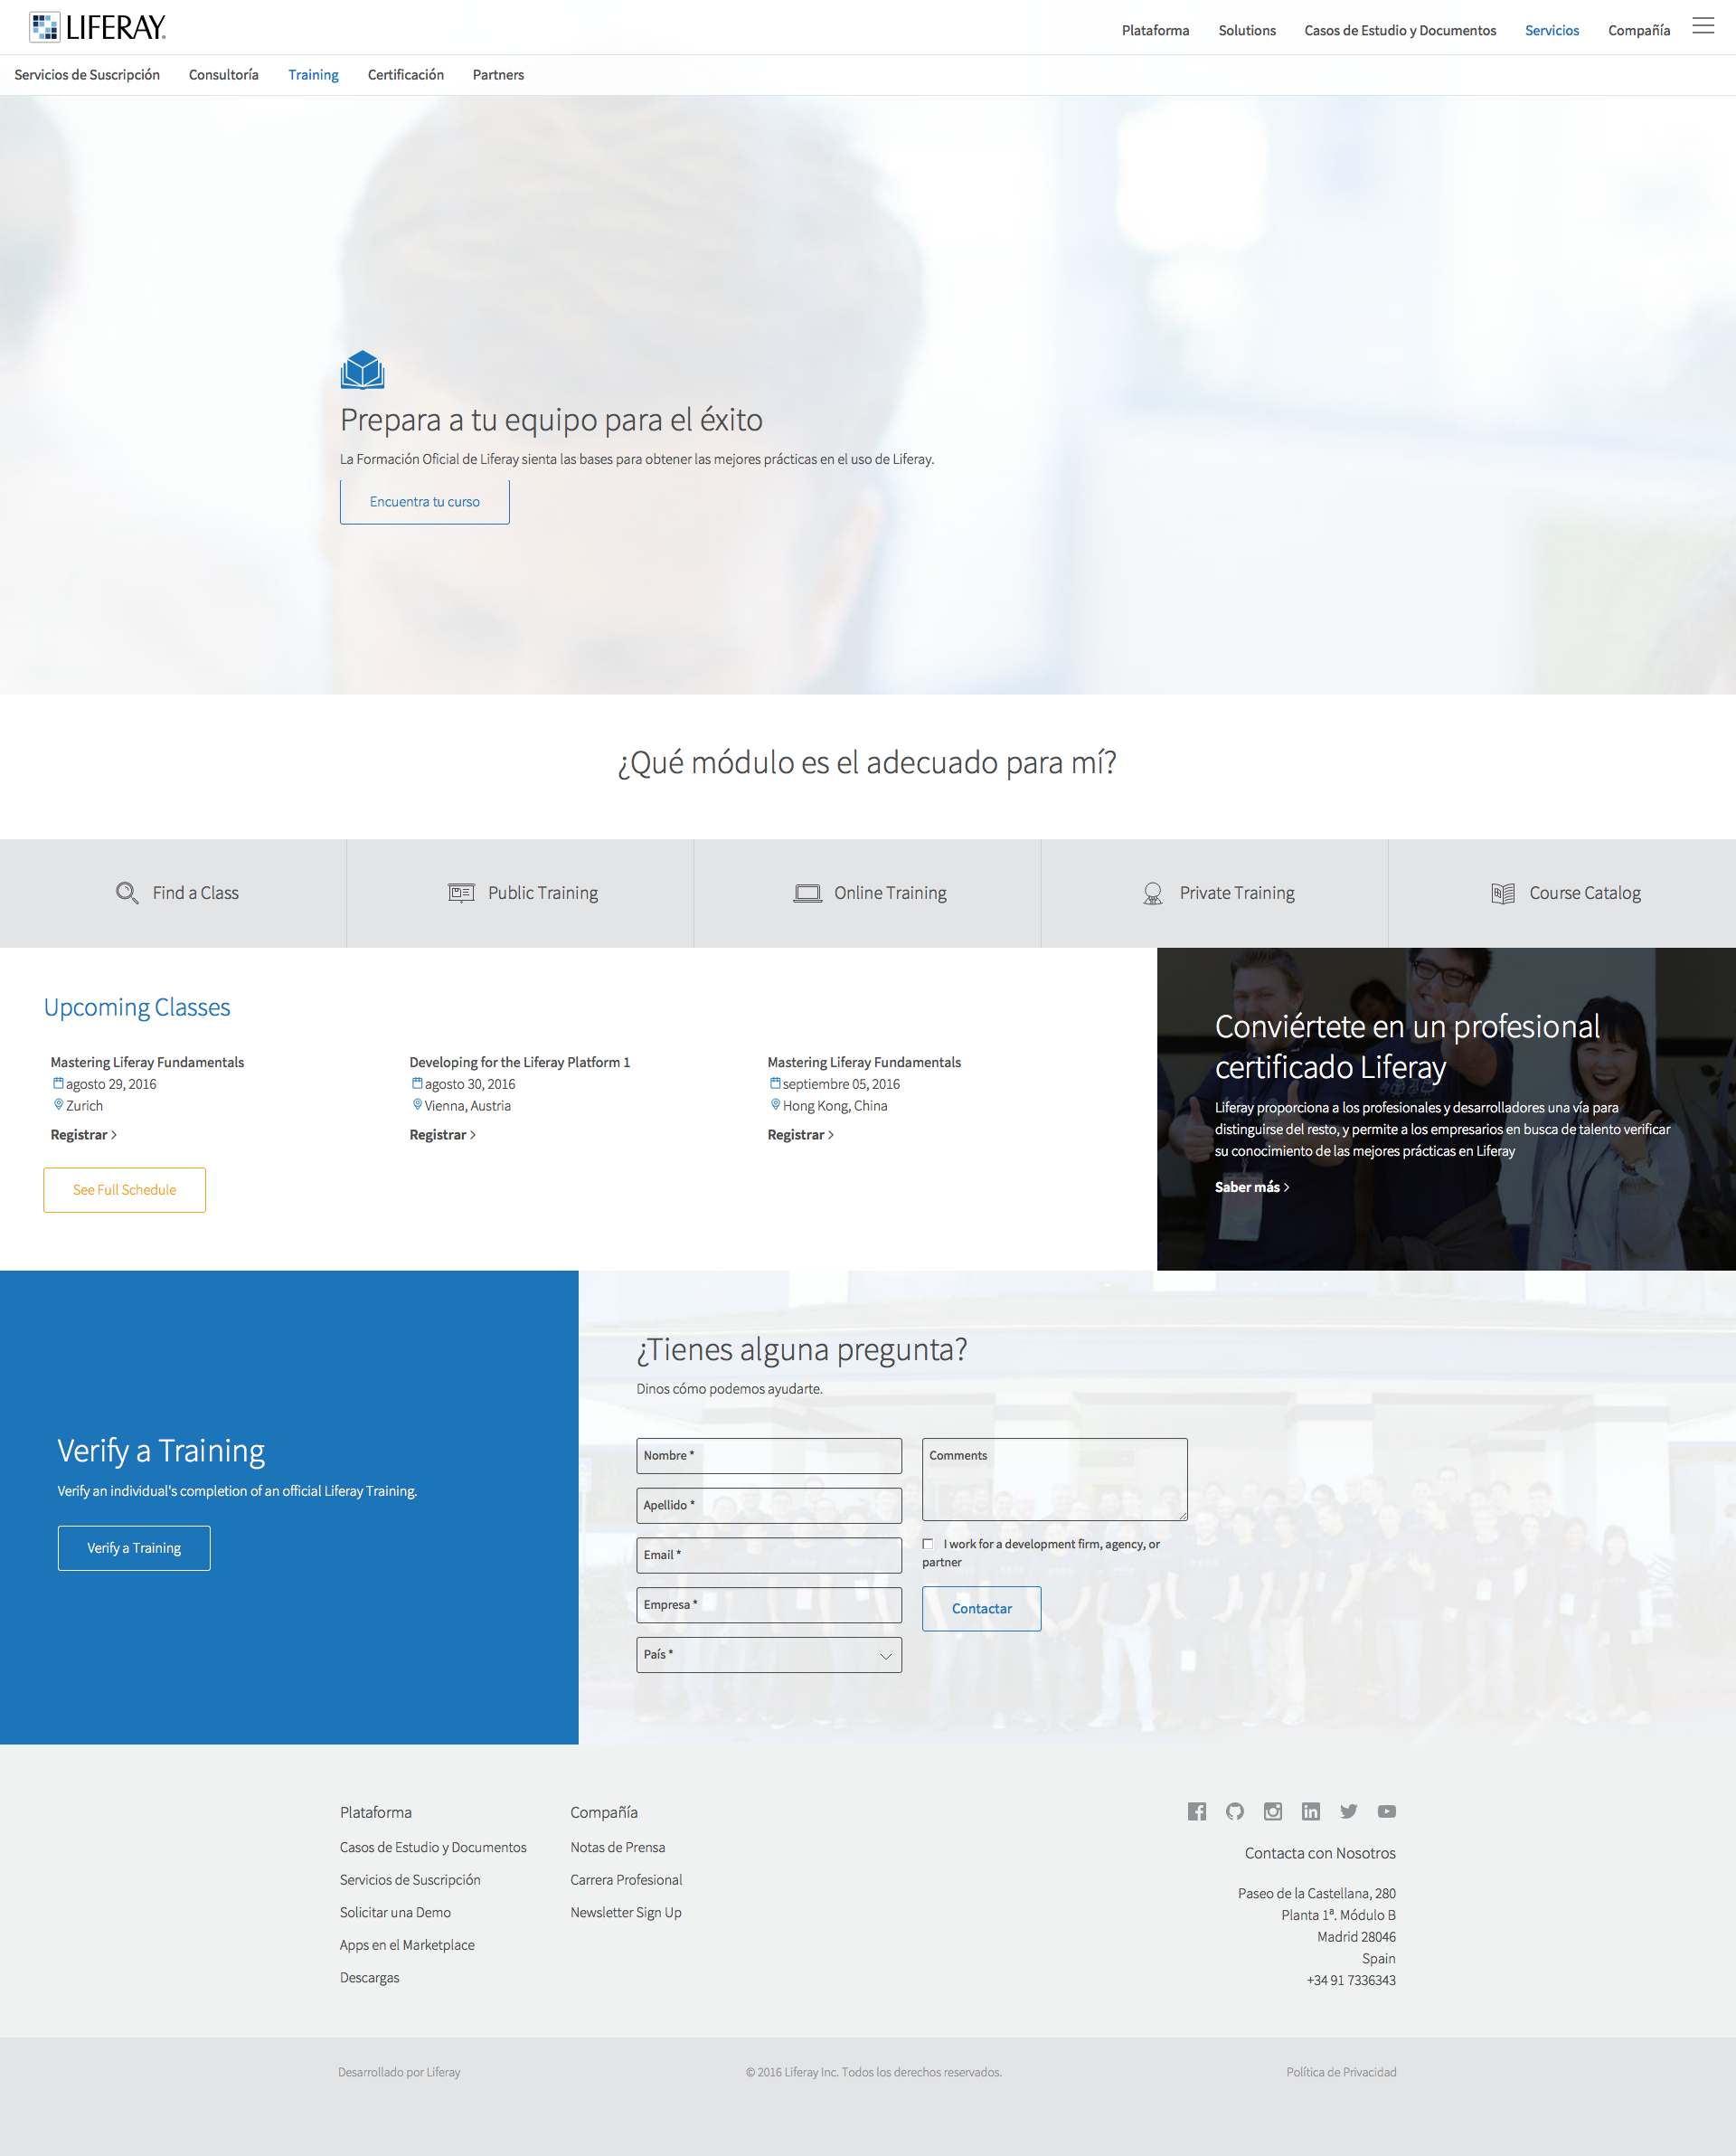 LIFERAY.
Plataforma Solutions Casos de Estudio y Documentos Servicios Compañía
Servicios de Suscripción Consultoría Training Certificación Partners
Prepara a tu equipo para el éxito
La Formación Oficial de Liferay sienta las bases para obtener las mejores prácticas en el uso de Liferay.
Encuentra tu curso
¿Qué módulo es el adecuado para mí?
Find a Class Public Training Online Training Private Training Course Catalog
Upcoming Classes
Mastering Liferay Fundamentals
agosto 29, 2016
Zurich
Registrar >
Developing for the Liferay Platform 1
agosto 30, 2016
Vienna, Austria
Registrar >
Mastering Liferay Fundamentals
septiembre 05, 2016
Hong Kong, China
Registrar >
See Full Schedule
Conviértete en un profesional
certificado Liferay
Liferay proporciona a los profesionales y desarrolladores una vía para
distinguirse del resto, y permite a los empresarios en busca de talento verificar
su conocimiento de las mejores prácticas en Liferay
Saber más >
Verify a Training
Verify an individual's completion of an official Liferay Training.
Verify a Training
¿Tienes alguna pregunta?
Dinos cómo podemos ayudarte.
Nombre *
Apellido *
Email *
Empresa *
País *
Comments
I work for a development firm, agency, or
partner
Contactar
Plataforma
Casos de Estudio y Documentos
Servicios de Suscripción
Solicitar una Demo
Apps en el Marketplace
Descargas
Compañía
Notas de Prensa
Carrera Profesional
Newsletter Sign Up
Contacta con Nosotros
Paseo de la Castellana, 280
Planta 1ª. Módulo B
Madrid 28046
Spain
+34 91 7336343
Desarrollado por Liferay
© 2016 Liferay Inc. Todos los derechos reservados.
Política de Privacidad